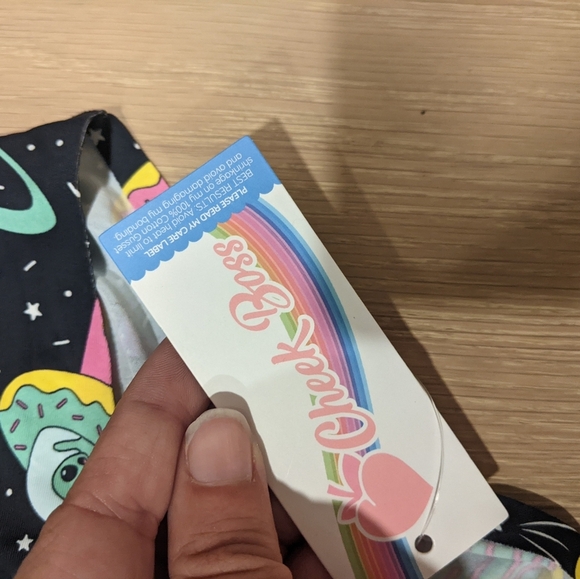 PLEASE READ MY CARE LABEL
BEST RESULTS: Avoid heat to limit
shrinkage on my 100% Cotton Gusset
and avoid damaging my bonding
Cheek Boss